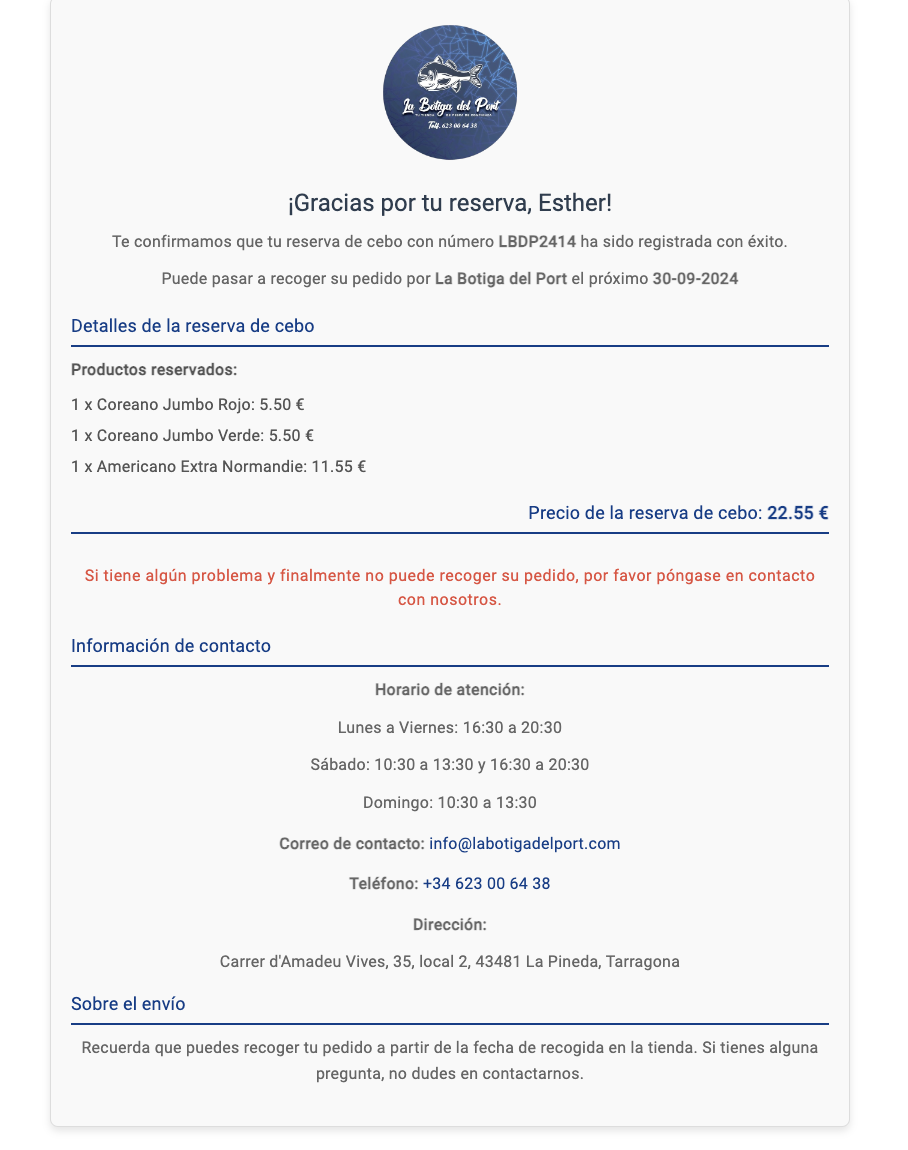 La Botiga del Port
Telf. 623 00 64 38
¡Gracias por tu reserva, Esther!
Te confirmamos que tu reserva de cebo con número LBDP2414 ha sido registrada con éxito.
Puede pasar a recoger su pedido por La Botiga del Port el próximo 30-09-2024
Detalles de la reserva de cebo
Productos reservados:
1 x Coreano Jumbo Rojo: 5.50 €
1 x Coreano Jumbo Verde: 5.50 €
1 x Americano Extra Normandie: 11.55 €
Precio de la reserva de cebo: 22.55 €
Si tiene algún problema y finalmente no puede recoger su pedido, por favor póngase en contacto
con nosotros.
Información de contacto
Horario de atención:
Lunes a Viernes: 16:30 a 20:30
Sábado: 10:30 a 13:30 y 16:30 a 20:30
Domingo: 10:30 a 13:30
Correo de contacto: info@labotigadelport.com
Teléfono: +34 623 00 64 38
Dirección:
Carrer d'Amadeu Vives, 35, local 2, 43481 La Pineda, Tarragona
Sobre el envío
Recuerda que puedes recoger tu pedido a partir de la fecha de recogida en la tienda. Si tienes alguna
pregunta, no dudes en contactarnos.